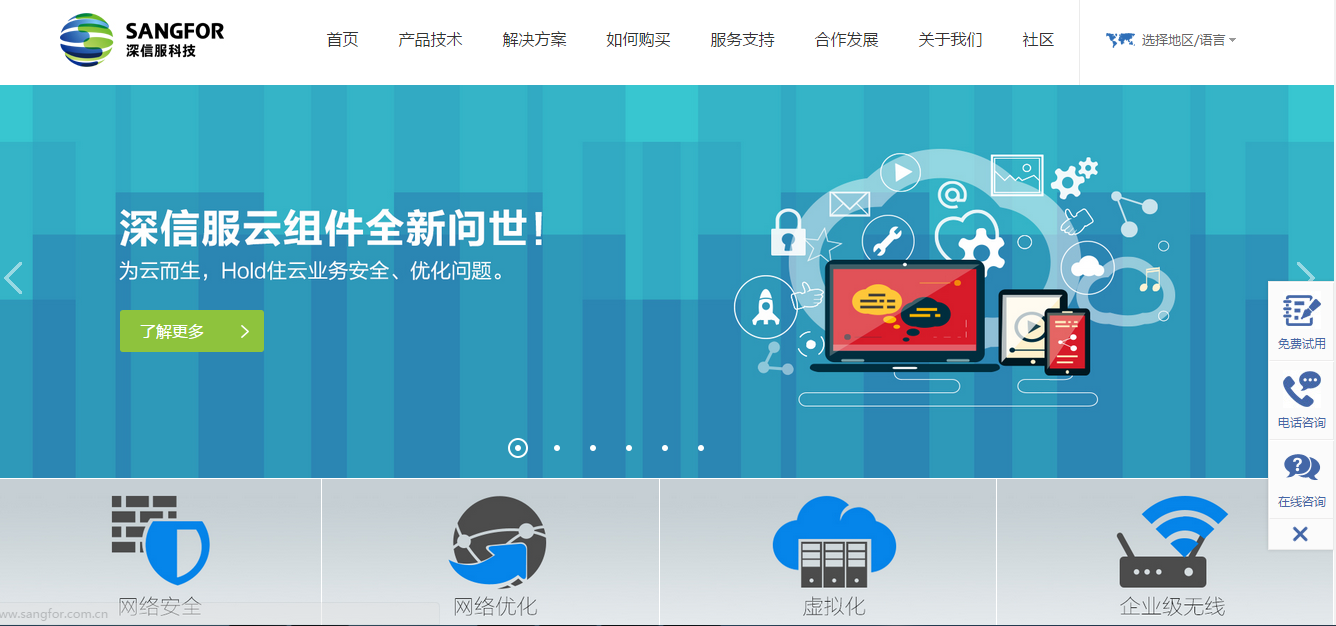 SANGFOR
深信服科技
首页 产品技术 解决方案 如何购买 服务支持 合作发展 关于我们 社区 选择地区/语言
深信服云组件全新问世！
为云而生，Hold住云业务安全、优化问题。
了解更多
免费试用
电话咨询
在线咨询
网络安全 网络优化 虚拟化 企业级无线
ww.sangfor.com.cn